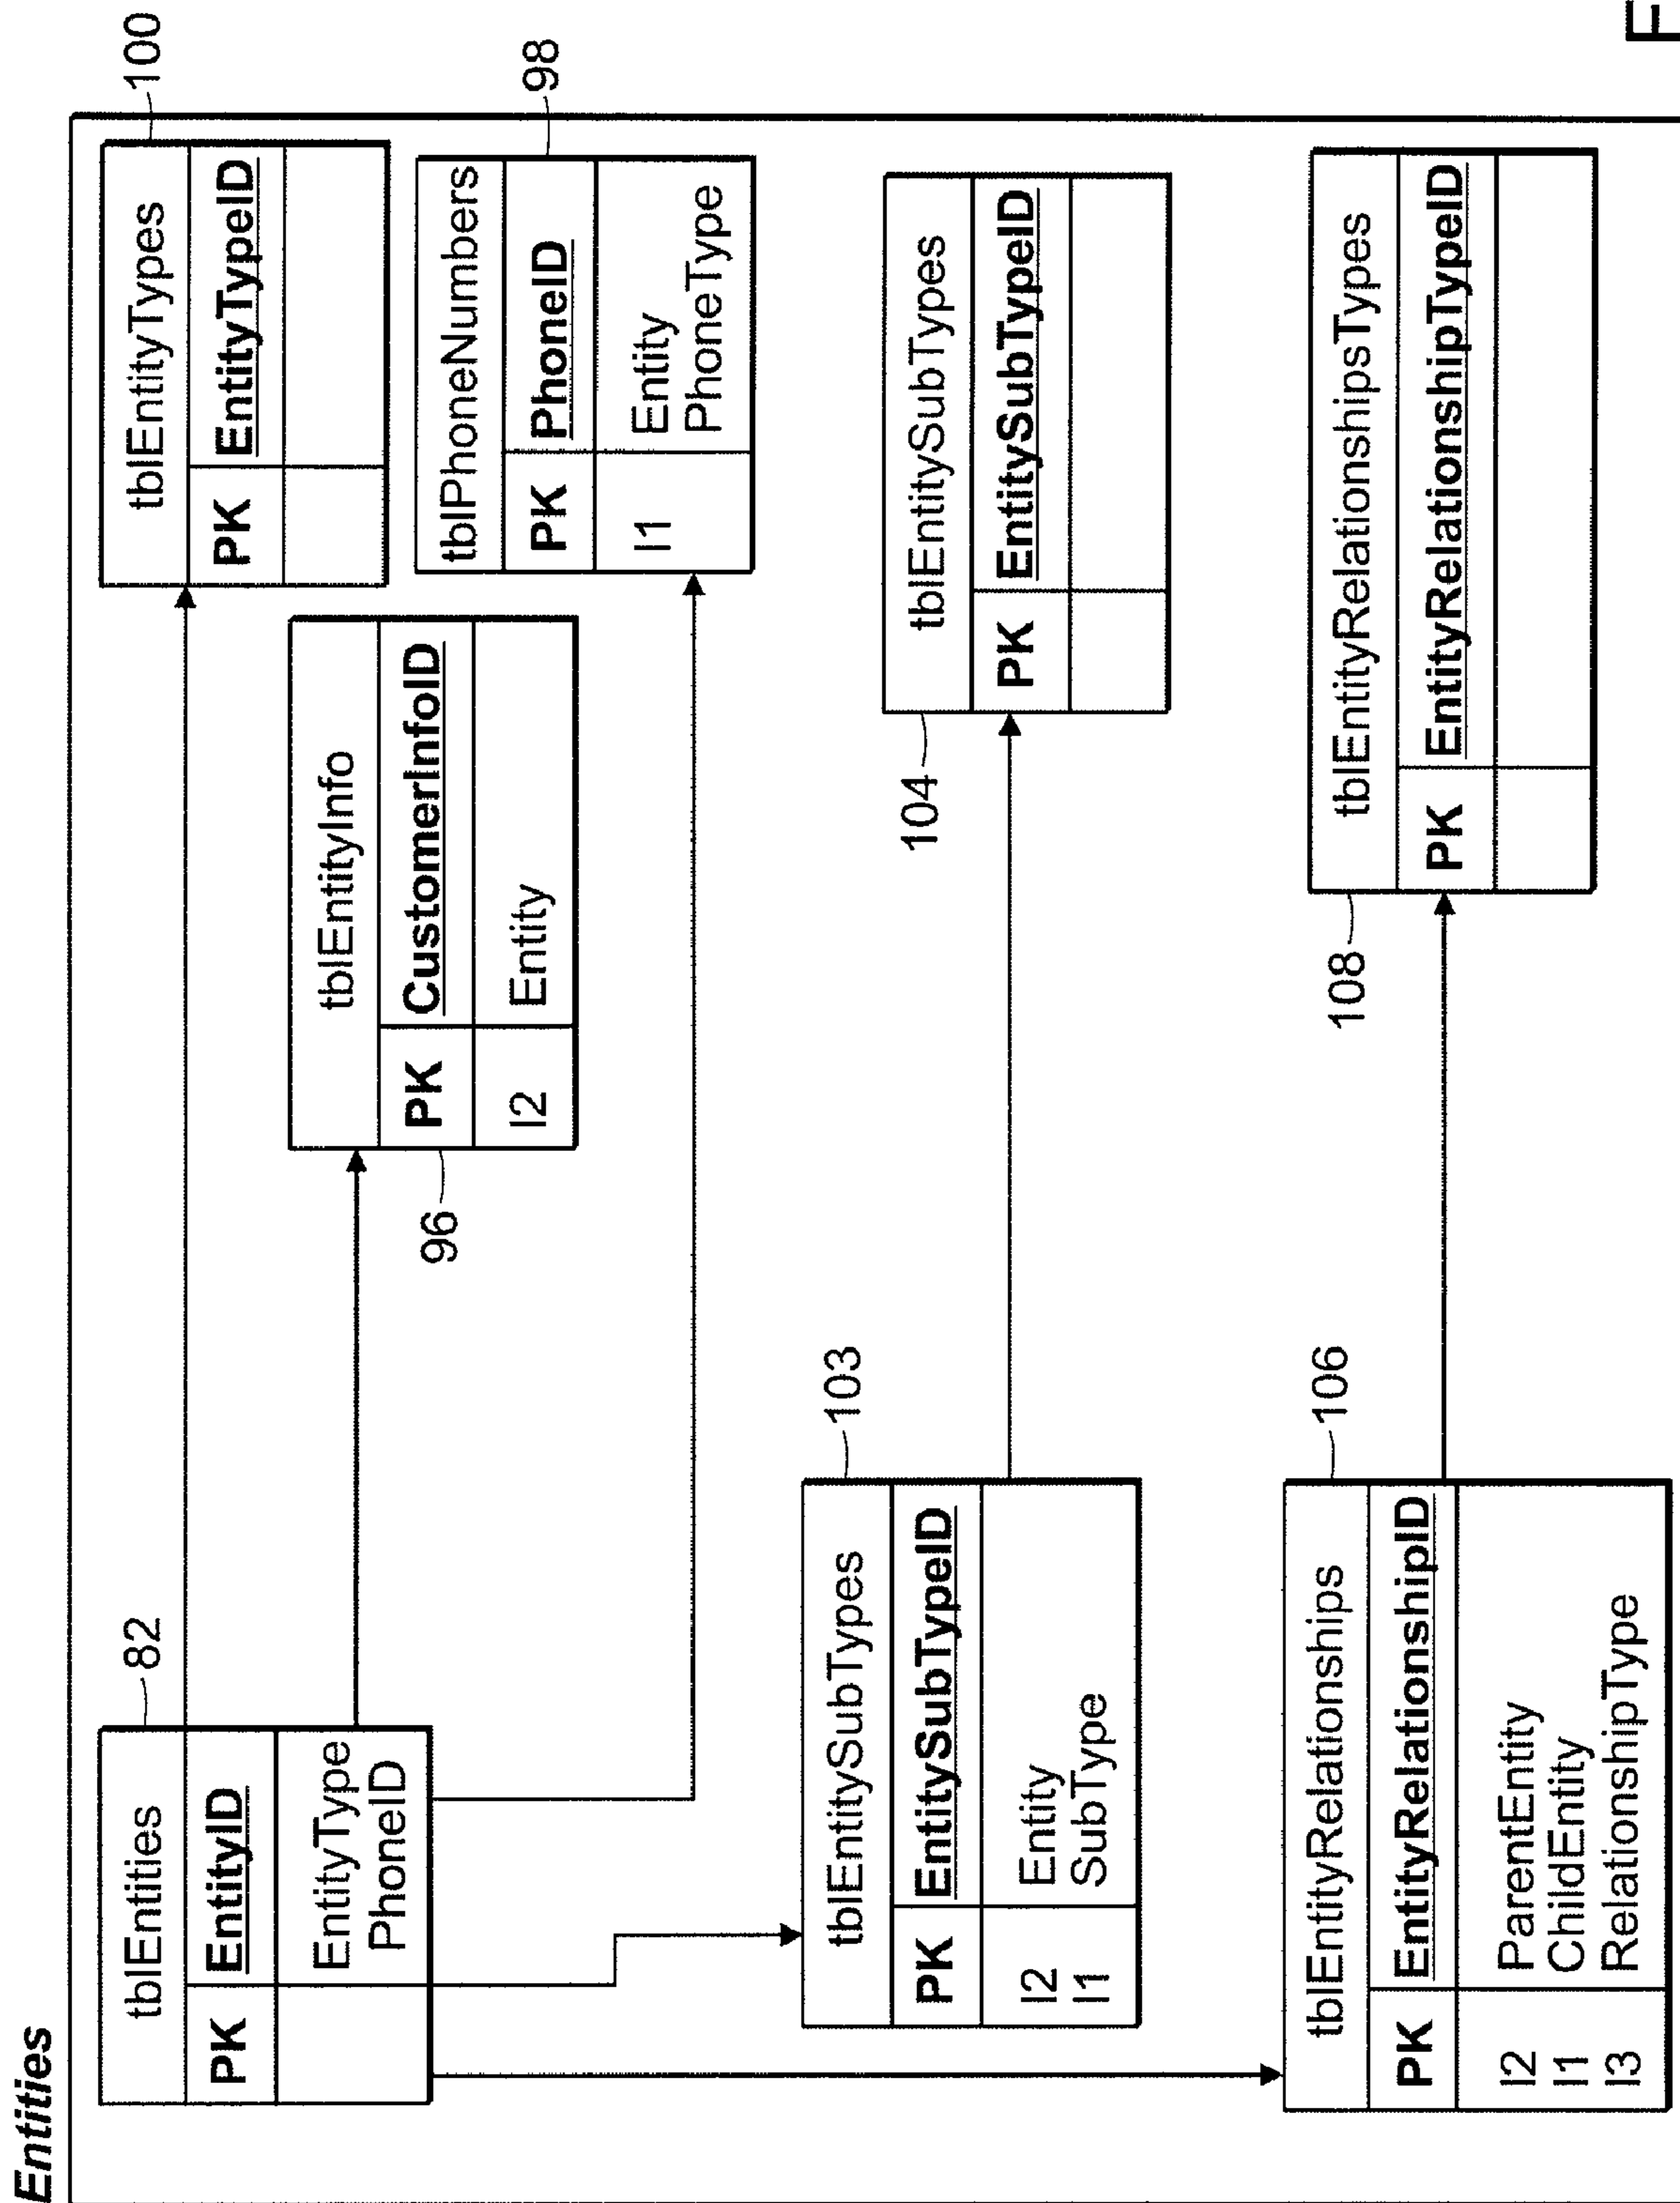 Entities
tblEntities
82
PK EntityID
EntityType
PhoneID
tblEntityTypes
100
PK EntityTypeID
tblEntityInfo
PK CustomerInfoID
96
I2 Entity
tblPhoneNumbers
98
PK PhoneID
I1 Entity
PhoneType
tblEntitySubTypes
103
PK EntitySubTypeID
I2 Entity
I1 SubType
tblEntitySubTypes
104
PK EntitySubTypeID
tblEntityRelationships
106
PK EntityRelationshipID
I2 ParentEntity
I1 ChildEntity
I3 RelationshipType
tblEntityRelationshipsTypes
108
PK EntityRelationshipTypeID